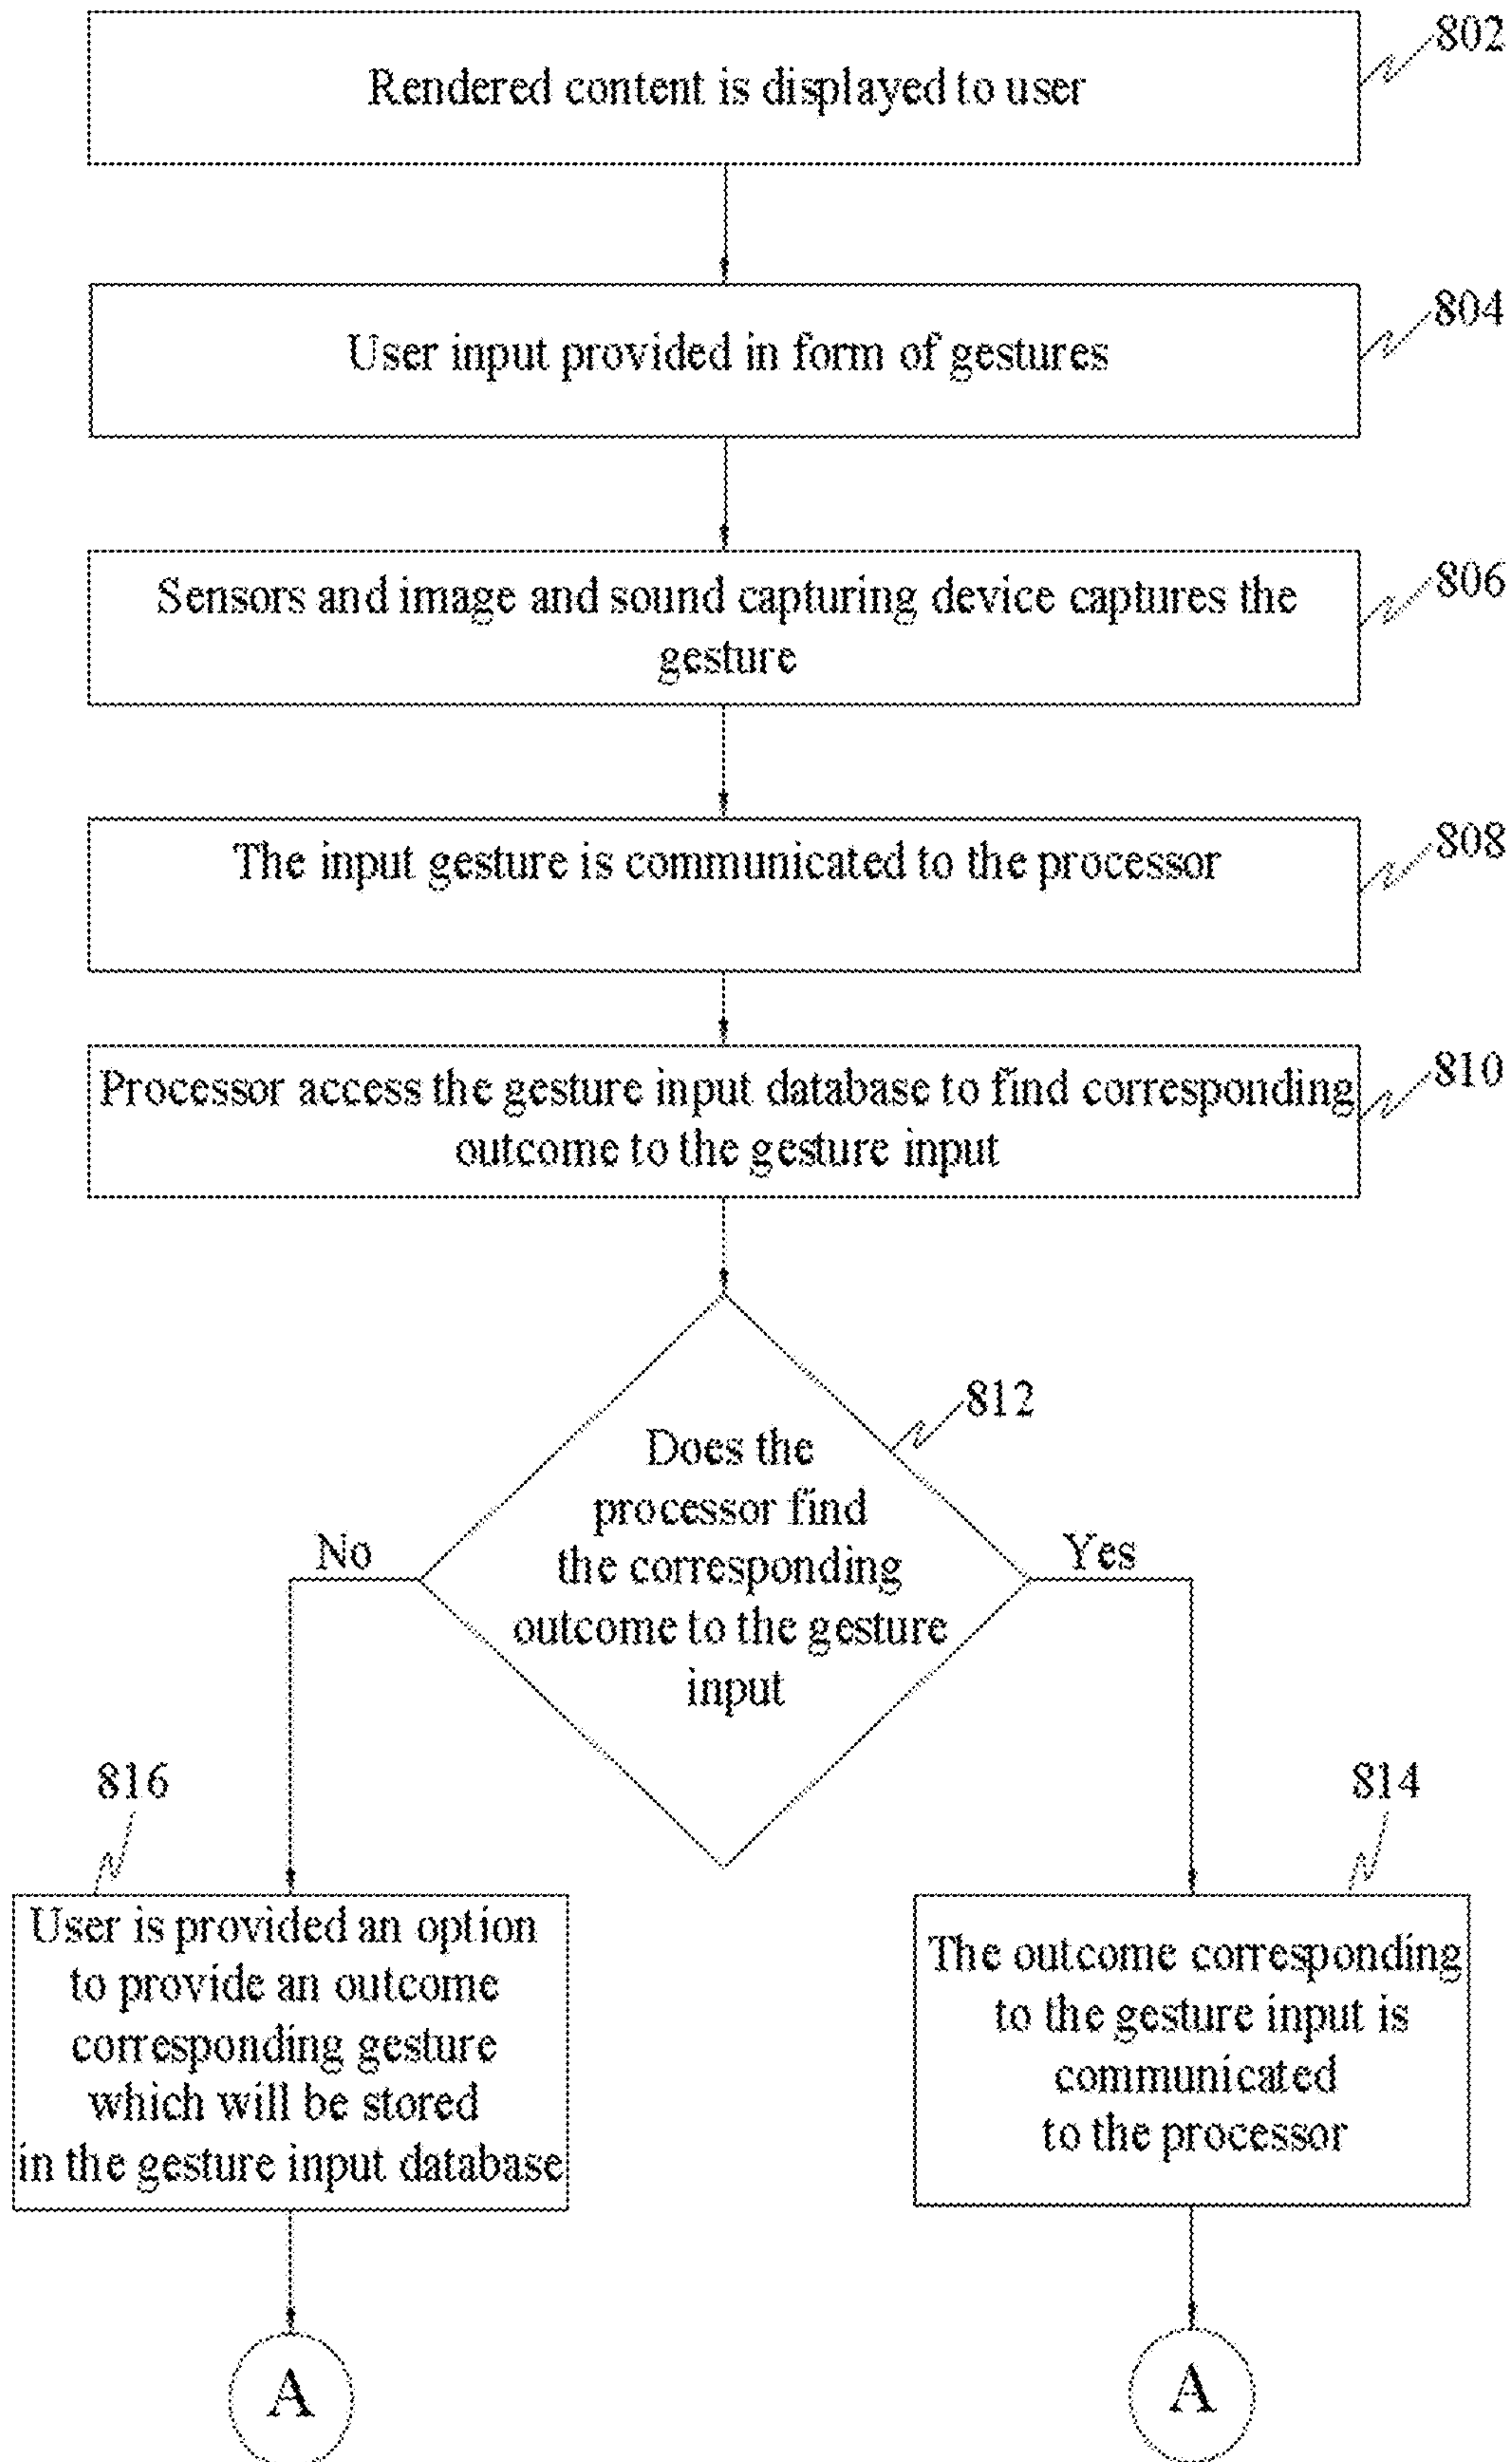 802
Rendered content is displayed to user
804
User input provided in form of gestures
806
Sensors and image and sound capturing device captures the
gesture
808
The input gesture is communicated to the processor
810
Processor access the gesture input database to find corresponding
outcome to the gesture input
812
Does the
processor find
the corresponding
outcome to the gesture
input
No
Yes
816
User is provided an option
to provide an outcome
corresponding gesture
which will be stored
in the gesture input database
814
The outcome corresponding
to the gesture input is
communicated
to the processor
A
A